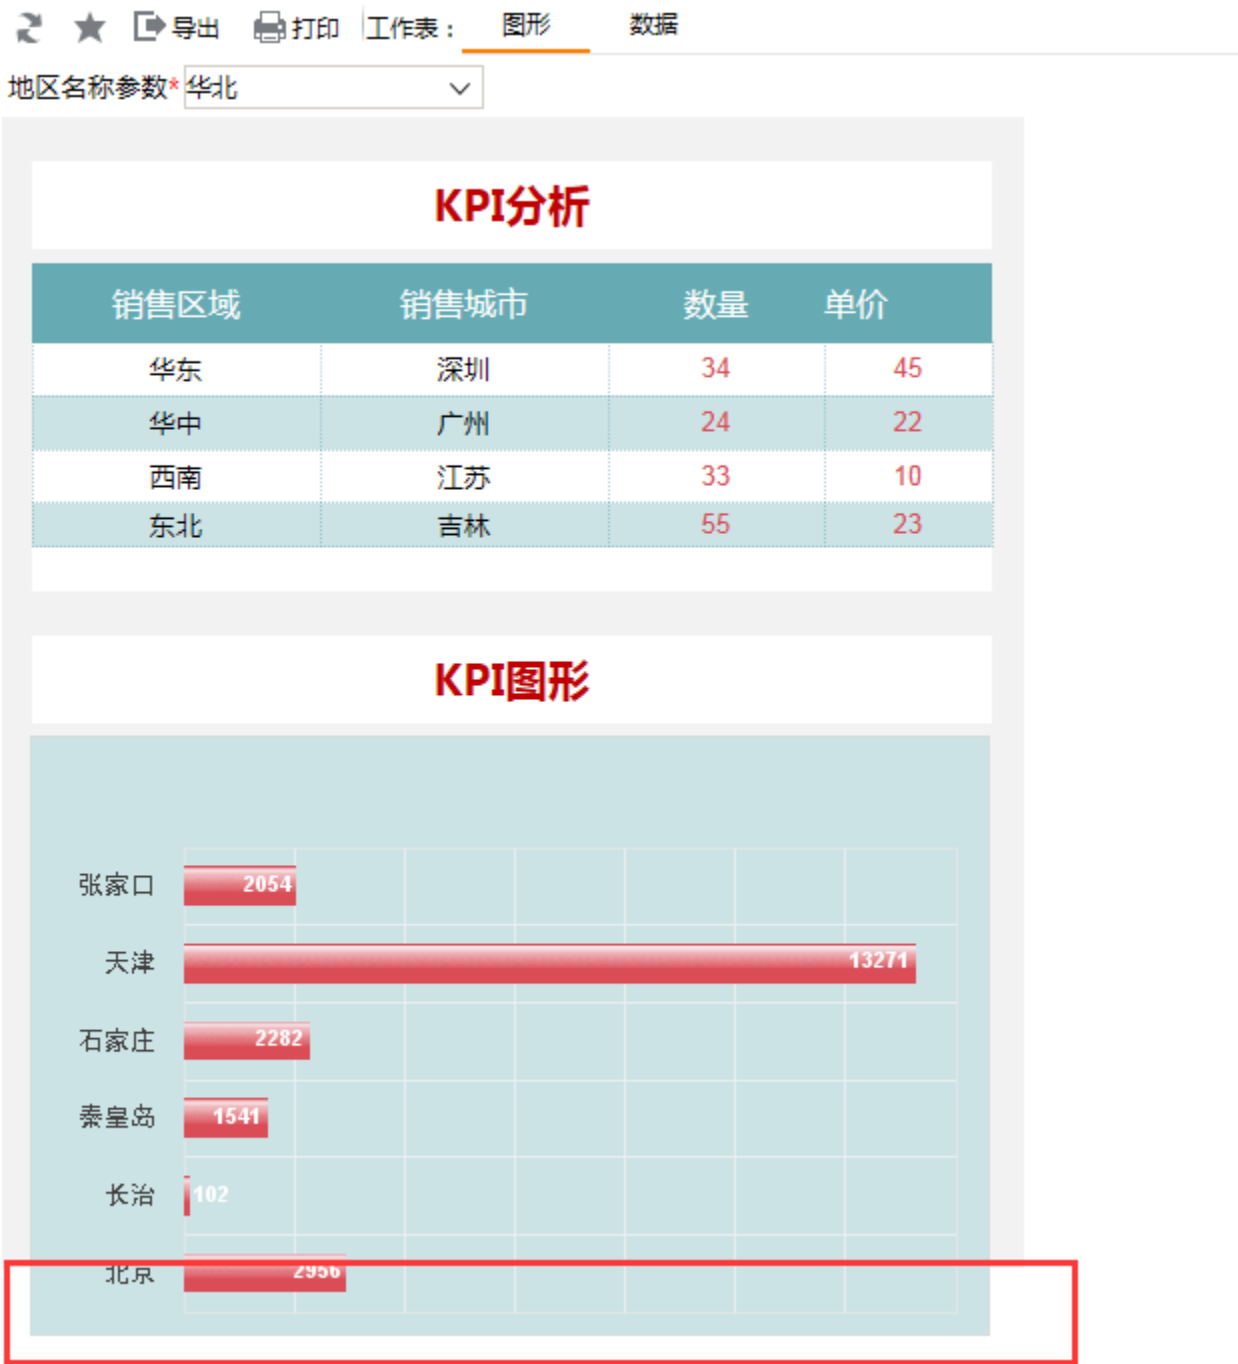 导出 打印 工作表： 图形 数据
地区名称参数* 华北
KPI分析
销售区域 销售城市 数量 单价
华东 深圳 34 45
华中 广州 24 22
西南 江苏 33 10
东北 吉林 55 23
KPI图形
张家口 2054
天津 13271
石家庄 2282
秦皇岛 1541
长治 102
北京 2956